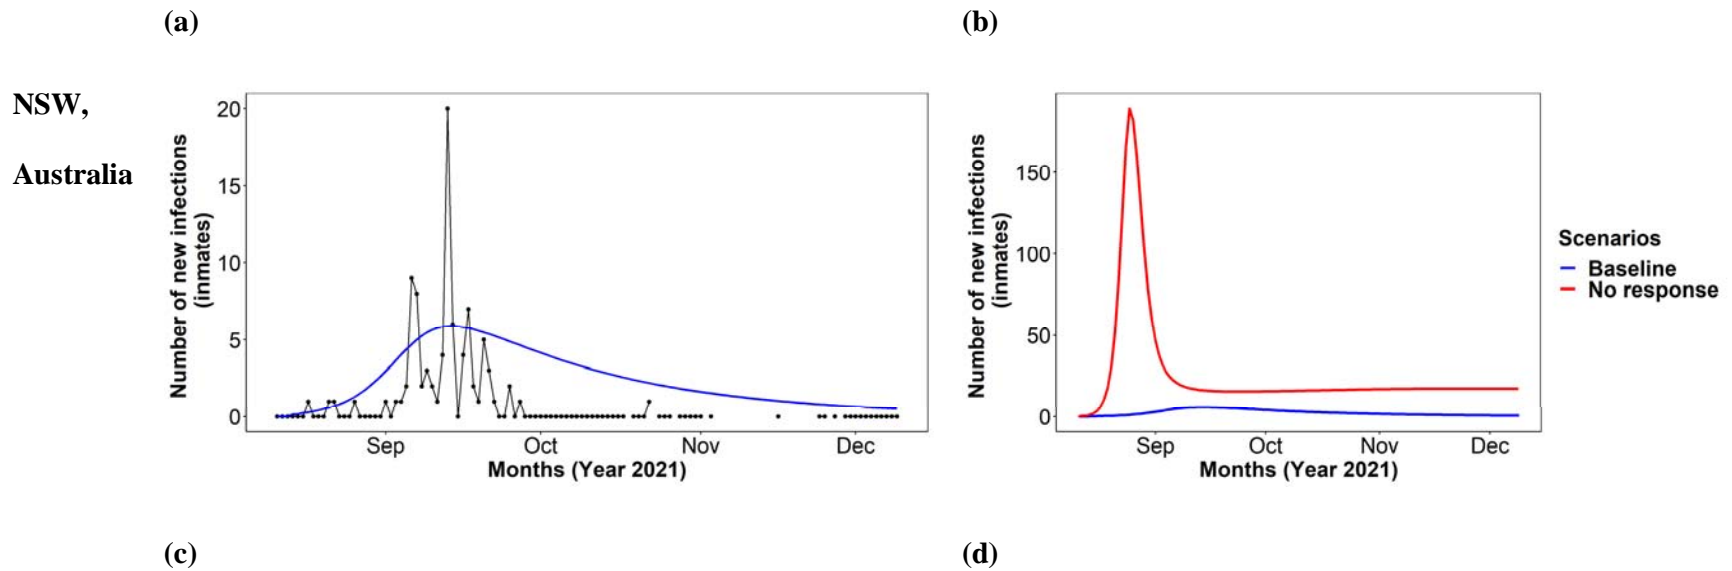 (a)
(b)
NSW,
Australia
Number of new infections
(inmates)
20
15
10
5
0
Sep
Oct
Nov
Dec
Months (Year 2021)
Number of new infections
(inmates)
150
100
50
0
Sep
Oct
Nov
Dec
Months (Year 2021)
Scenarios
Baseline
No response
(c)
(d)